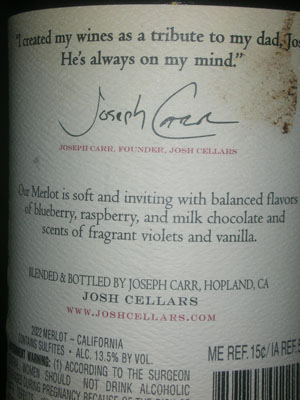 "I created my wines as a tribute to my dad, Jos
He's always on my mind."
Joseph Carr
JOSEPH CARR, FOUNDER, JOSH CELLARS
Our Merlot is soft and inviting with balanced flavors
of blueberry, raspberry, and milk chocolate and
scents of fragrant violets and vanilla.
BLENDED & BOTTLED BY JOSEPH CARR, HOPLAND, CA
JOSH CELLARS
WWW.JOSHCELLARS.COM
2022 MERLOT - CALIFORNIA
CONTAINS SULFITES - ALC. 13.5% BY VOL.
WARNING: (1) ACCORDING TO THE SURGEON
WOMEN SHOULD NOT DRINK ALCOHOLIC
DURING PREGNANCY BECAUSE OF THE
ME REF. 15¢/IA REF.